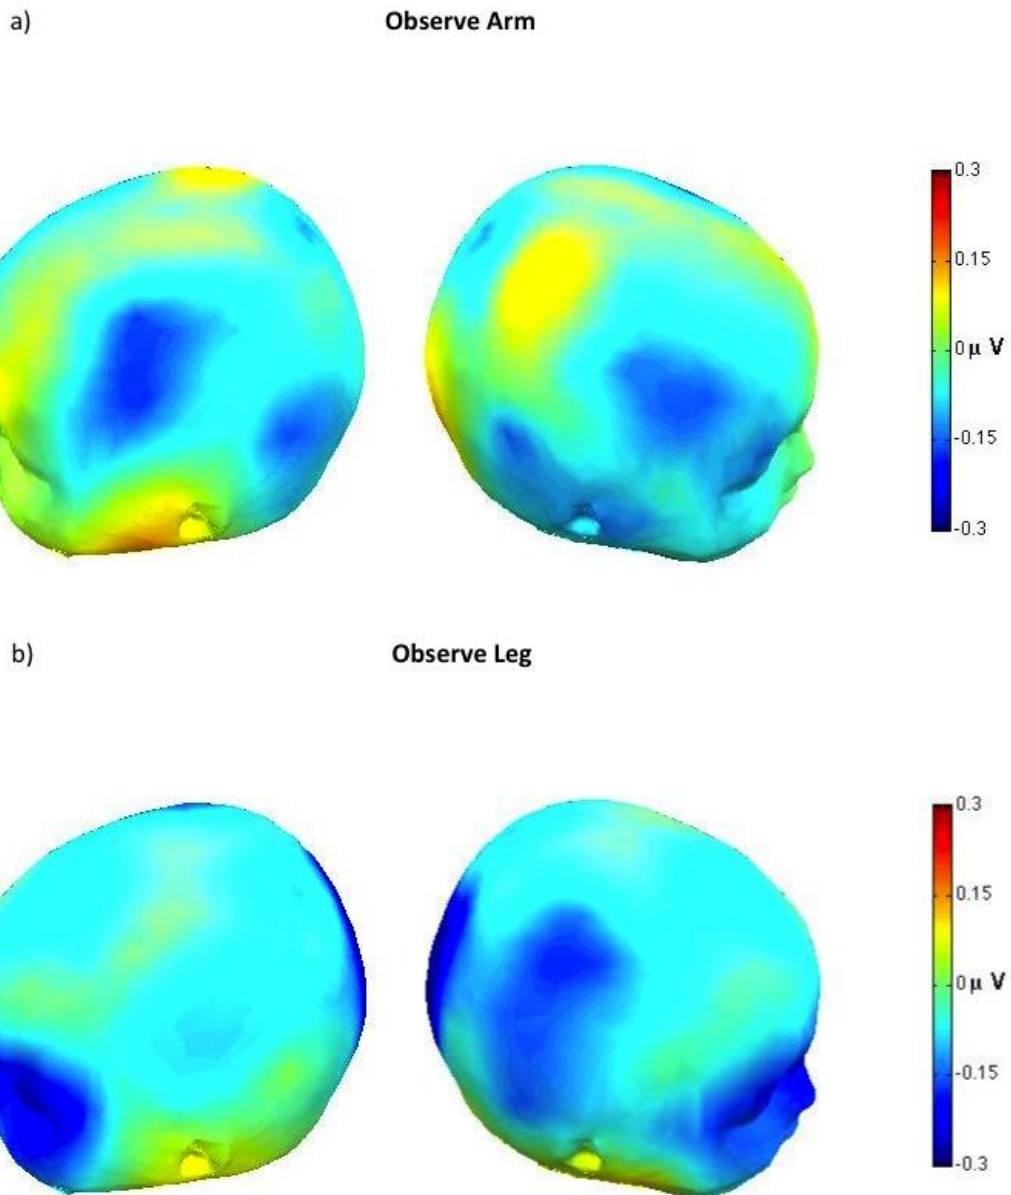 a)
Observe Arm
0.3
0.15
0 μ V
-0.15
-0.3
b)
Observe Leg
0.3
0.15
0 μ V
-0.15
-0.3